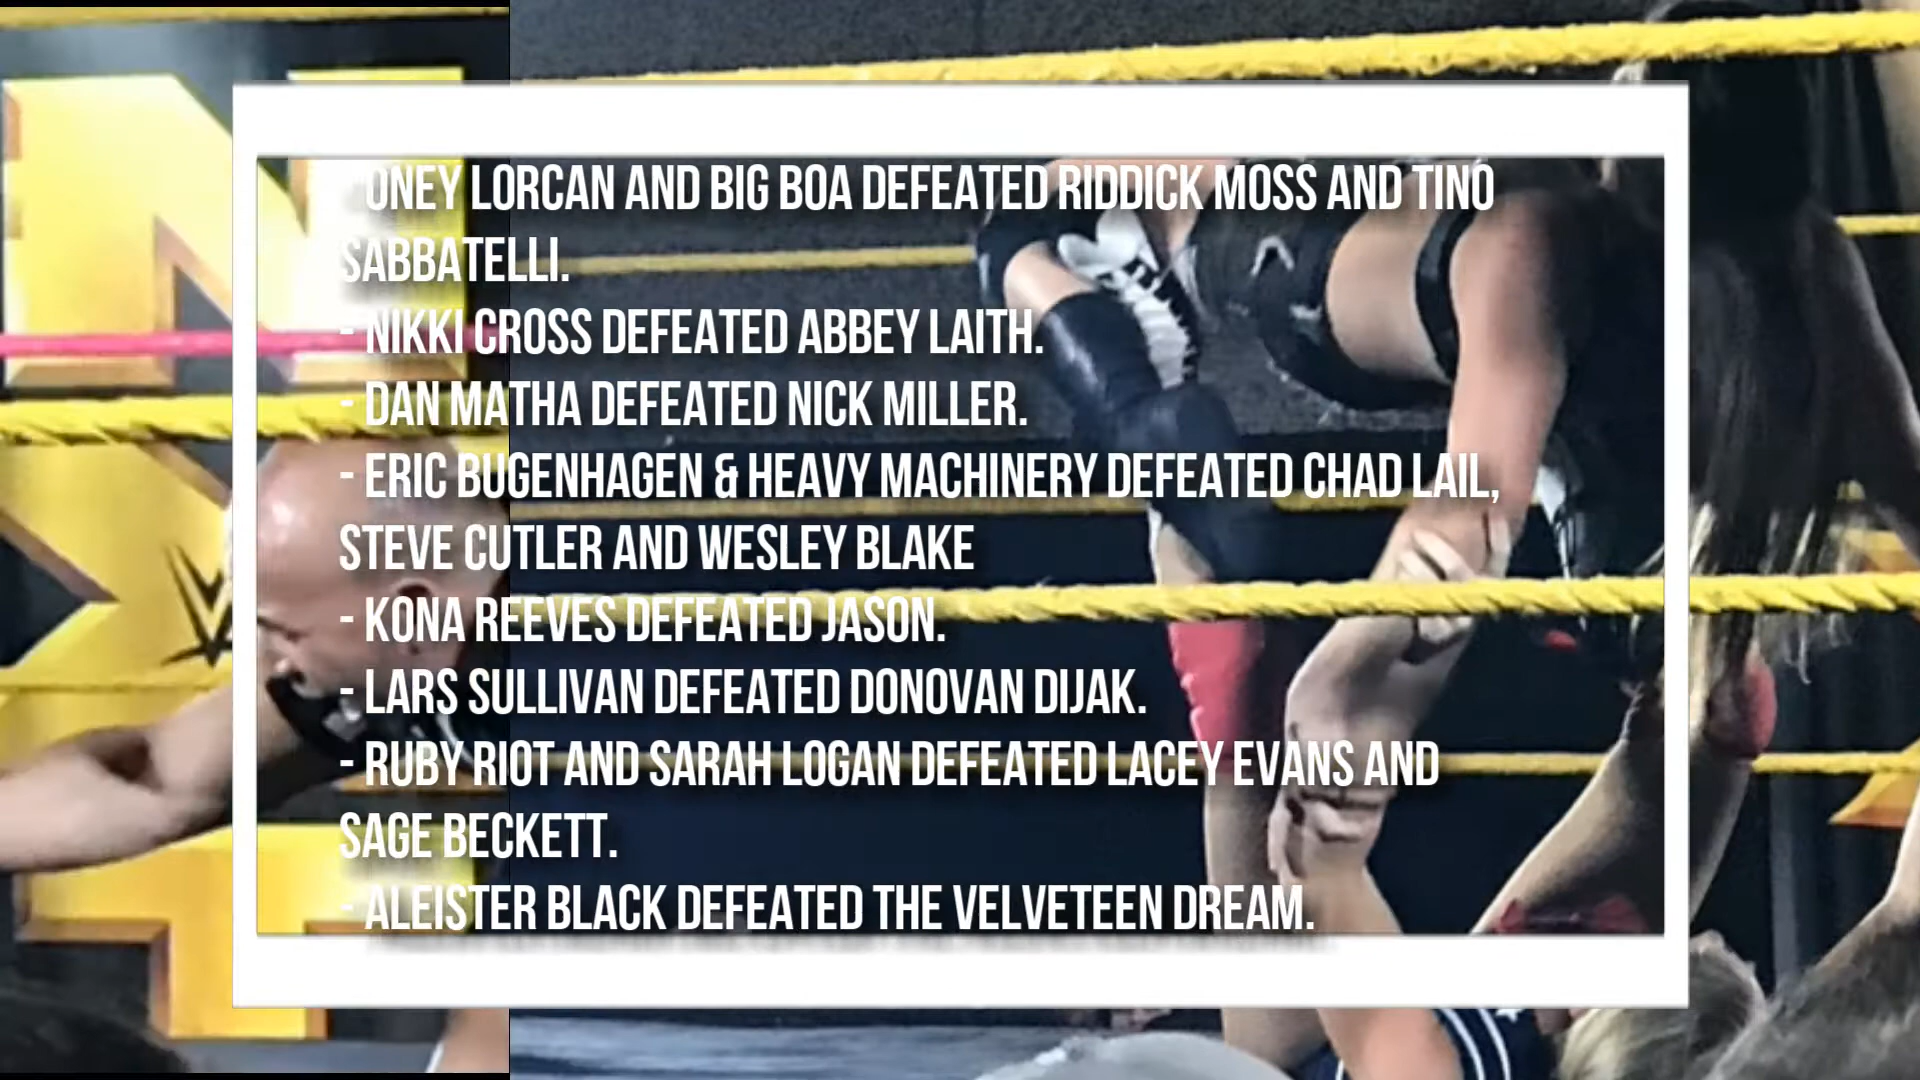 - ONEY LORCAN AND BIG BOA DEFEATED RIDDICK MOSS AND TINO
SABBATELLI.
- NIKKI CROSS DEFEATED ABBEY LAITH.
- DAN MATHA DEFEATED NICK MILLER.
- ERIC BUGENHAGEN & HEAVY MACHINERY DEFEATED CHAD LAIL,
STEVE CUTLER AND WESLEY BLAKE
- KONA REEVES DEFEATED JASON.
- LARS SULLIVAN DEFEATED DONOVAN DIJAK.
- RUBY RIOT AND SARAH LOGAN DEFEATED LACEY EVANS AND
SAGE BECKETT.
- ALEISTER BLACK DEFEATED THE VELVETEEN DREAM.
NXT
W